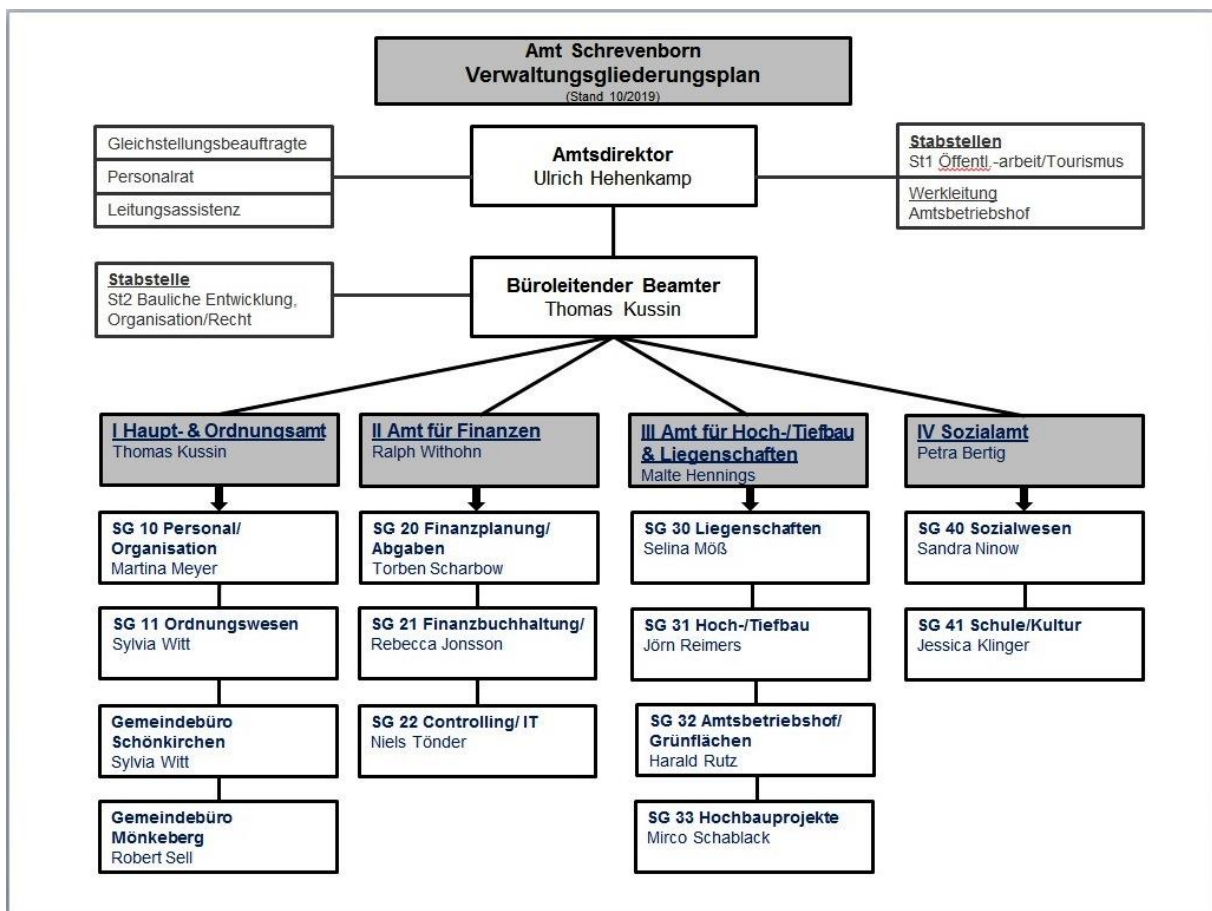 Amt Schrevenborn
Verwaltungsgliederungsplan
(Stand 10/2019)
Gleichstellungsbeauftragte
Personalrat
Leitungsassistenz
Amtsdirektor
Ulrich Hehenkamp
Stabstellen
St1 Öffentl.-arbeit/Tourismus
Werkleitung
Amtsbetriebshof
Stabstelle
St2 Bauliche Entwicklung,
Organisation/Recht
Büroleitender Beamter
Thomas Kussin
I Haupt- & Ordnungsamt
Thomas Kussin
SG 10 Personal/
Organisation
Martina Meyer
SG 11 Ordnungswesen
Sylvia Witt
Gemeindebüro
Schönkirchen
Sylvia Witt
Gemeindebüro
Mönkeberg
Robert Sell
II Amt für Finanzen
Ralph Withohn
SG 20 Finanzplanung/
Abgaben
Torben Scharbow
SG 21 Finanzbuchhaltung/
Rebecca Jonsson
SG 22 Controlling/ IT
Niels Tönder
III Amt für Hoch-/Tiefbau
& Liegenschaften
Malte Hennings
SG 30 Liegenschaften
Selina Möß
SG 31 Hoch-/Tiefbau
Jörn Reimers
SG 32 Amtsbetriebshof/
Grünflächen
Harald Rutz
SG 33 Hochbauprojekte
Mirco Schablack
IV Sozialamt
Petra Bertig
SG 40 Sozialwesen
Sandra Ninow
SG 41 Schule/Kultur
Jessica Klinger